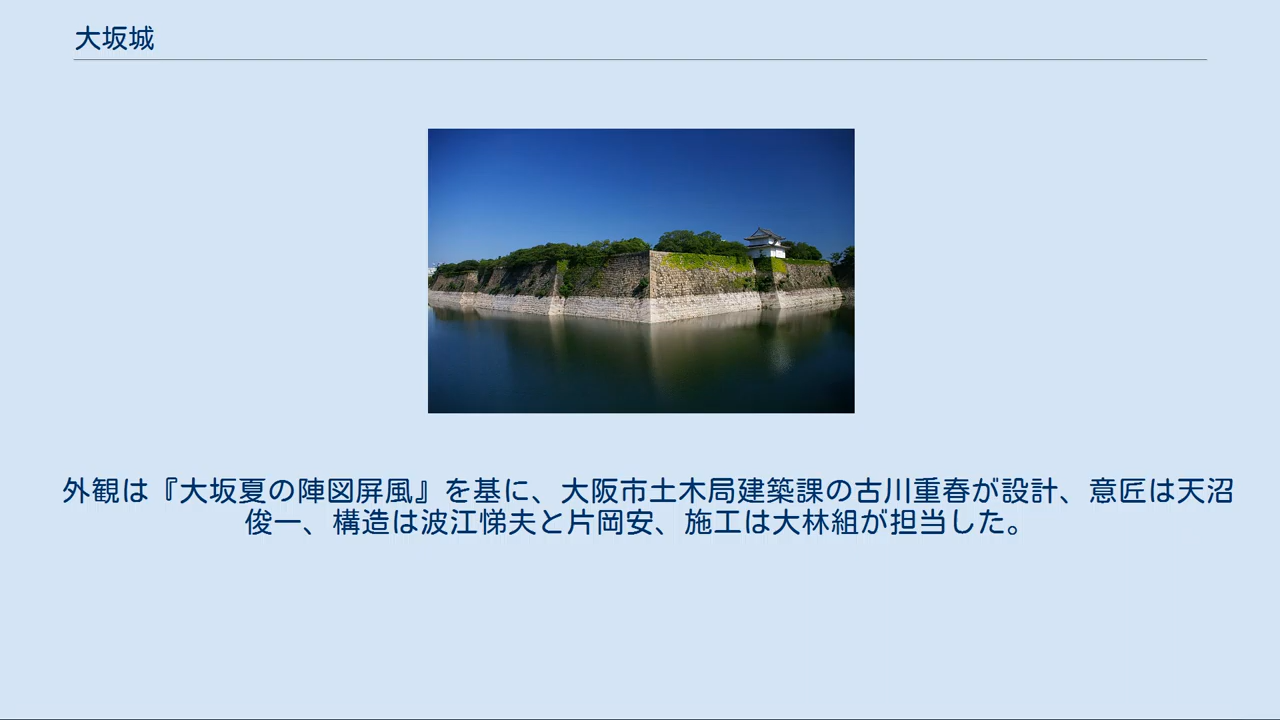 大坂城
外観は『大坂夏の陣図屏風』を基に、大阪市土木局建築課の古川重春が設計、意匠は天沼
俊一、構造は波江悌夫と片岡安、施工は大林組が担当した。